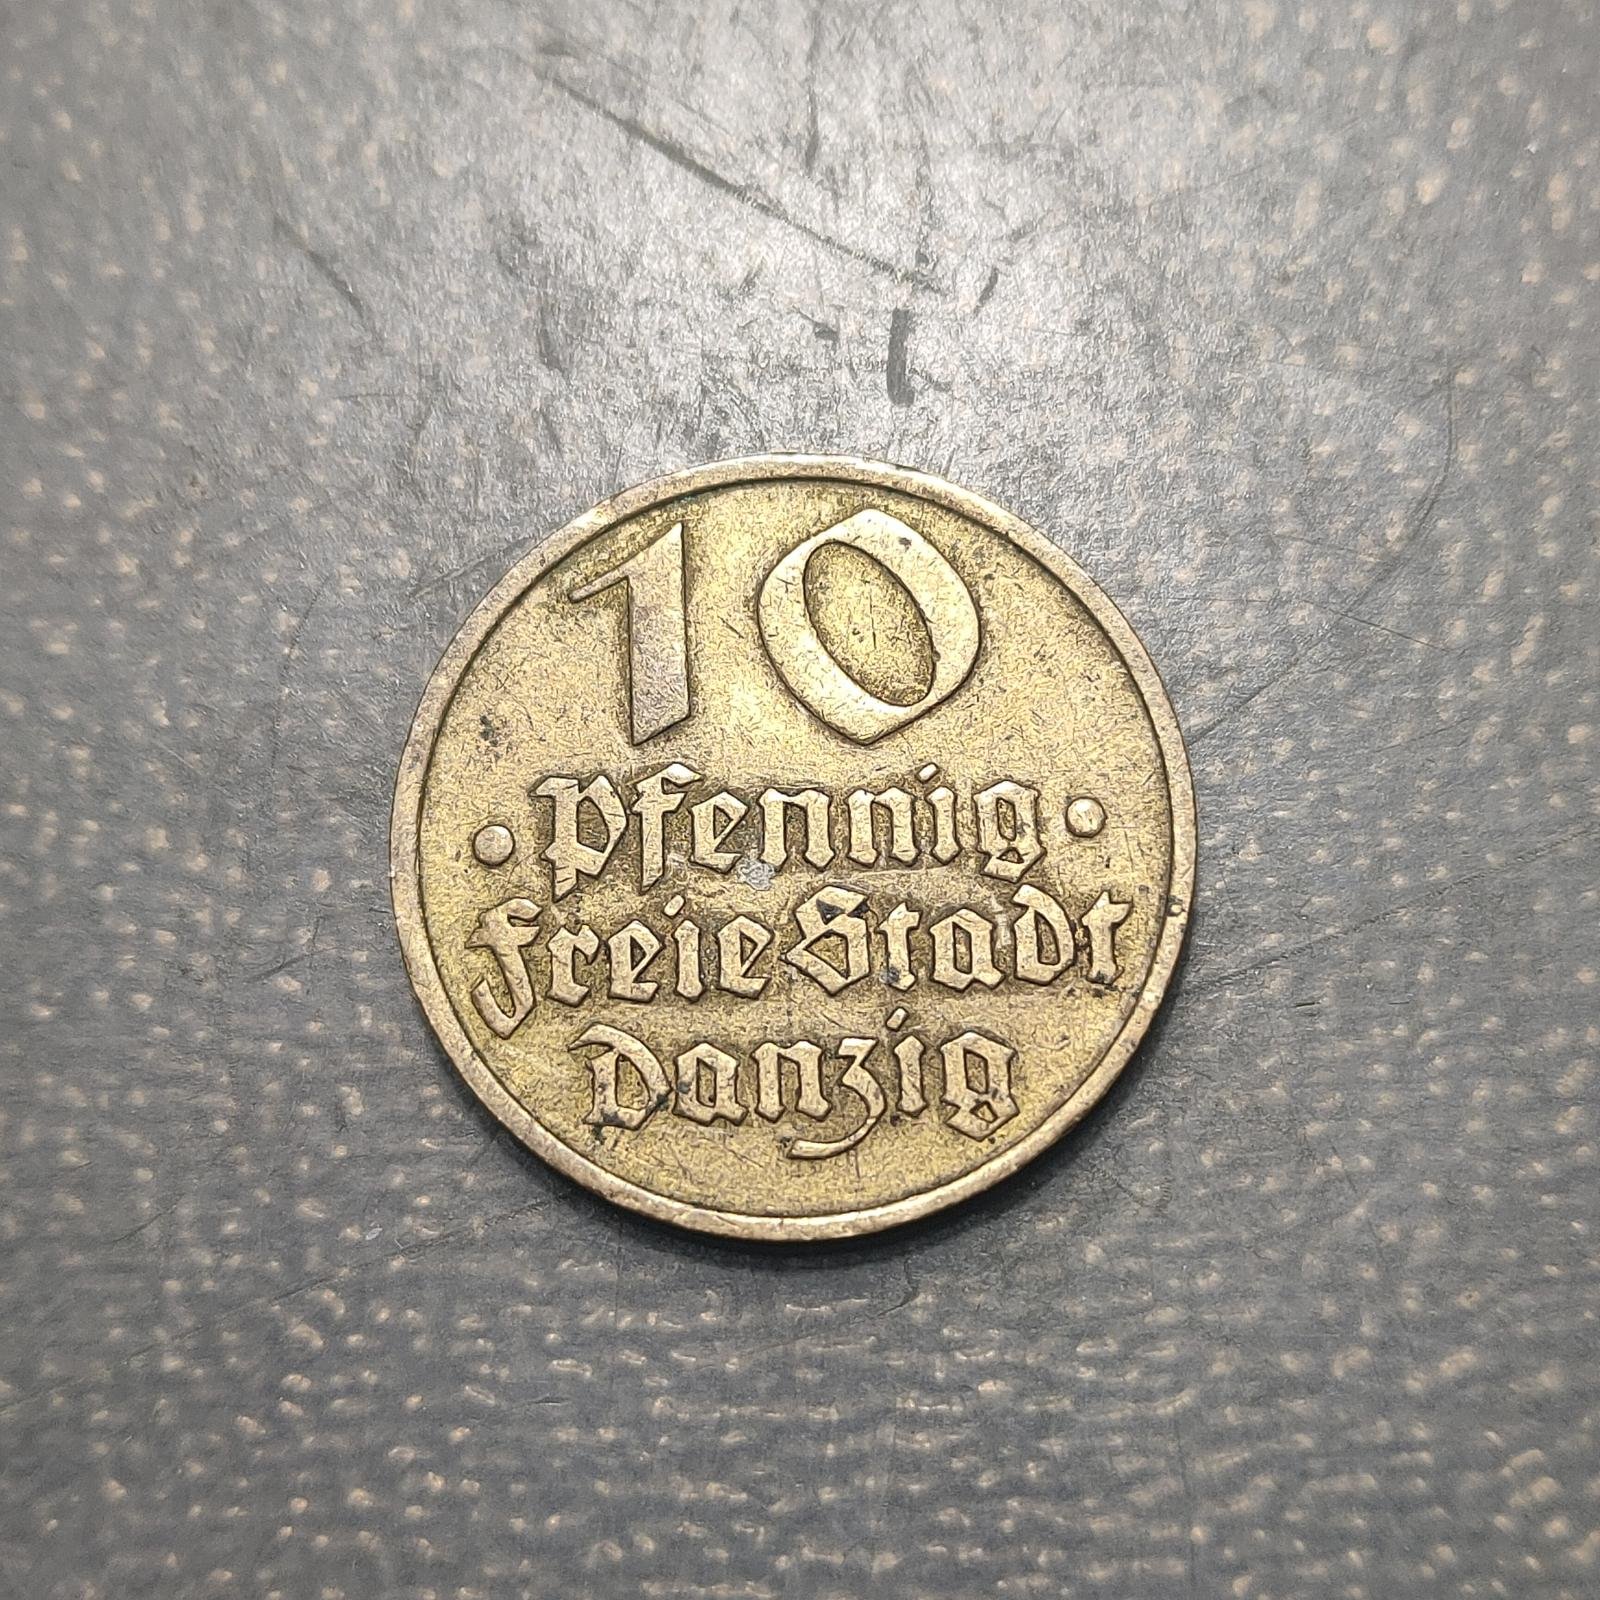 10
• Pfennig •
Freie Stadt
Danzig